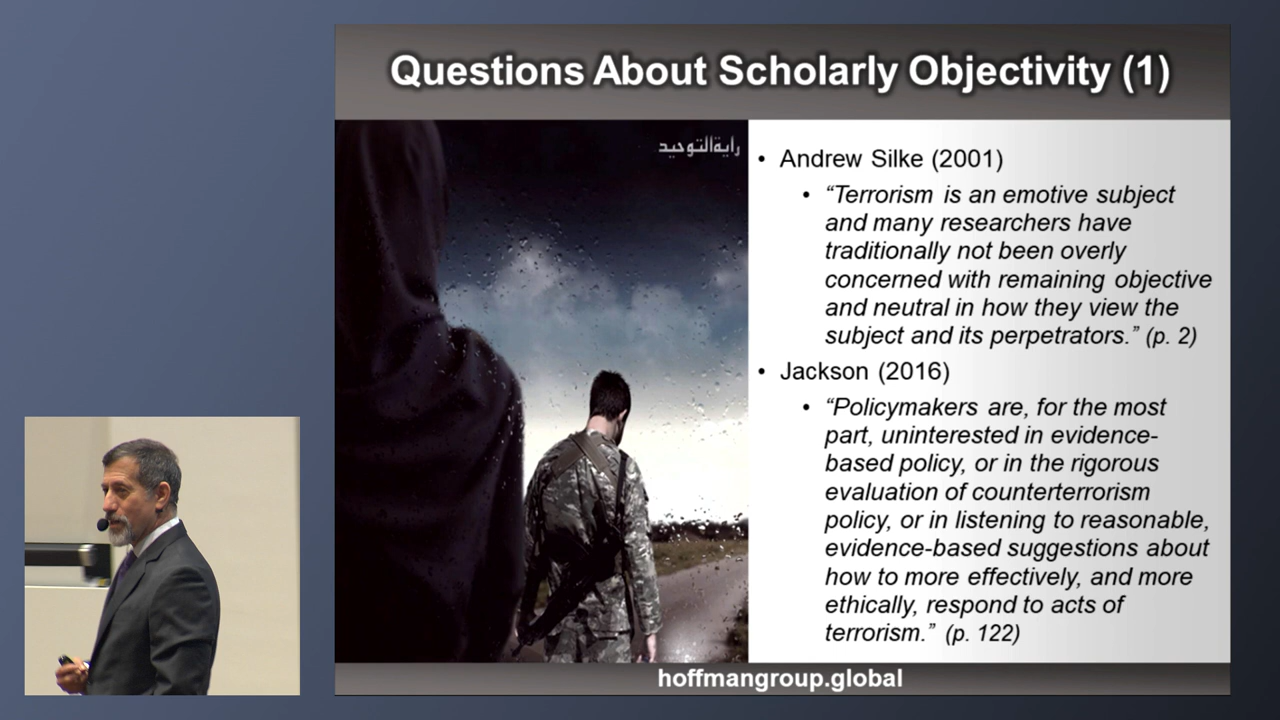 Questions About Scholarly Objectivity (1)
راية التوحيد
• Andrew Silke (2001)
• “Terrorism is an emotive subject
and many researchers have
traditionally not been overly
concerned with remaining objective
and neutral in how they view the
subject and its perpetrators.” (p. 2)
• Jackson (2016)
• “Policymakers are, for the most
part, uninterested in evidence-
based policy, or in the rigorous
evaluation of counterterrorism
policy, or in listening to reasonable,
evidence-based suggestions about
how to more effectively, and more
ethically, respond to acts of
terrorism.” (p. 122)
hoffmangroup.global